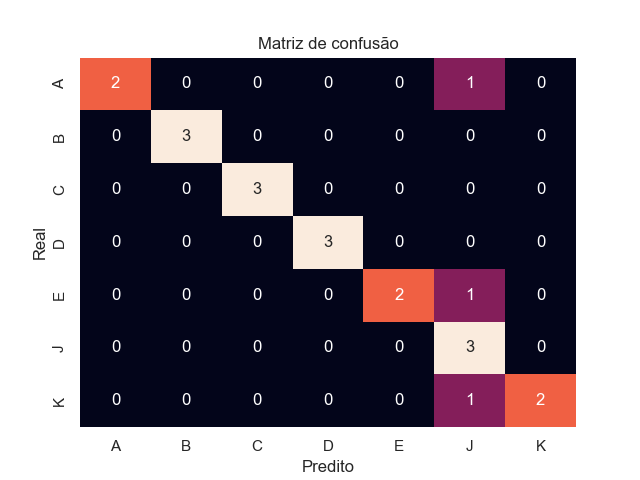 Matriz de confusão
Real
A 2 0 0 0 0 1 0
B 0 3 0 0 0 0 0
C 0 0 3 0 0 0 0
D 0 0 0 3 0 0 0
E 0 0 0 0 2 1 0
J 0 0 0 0 0 3 0
K 0 0 0 0 0 1 2
A B C D E J K
Predito